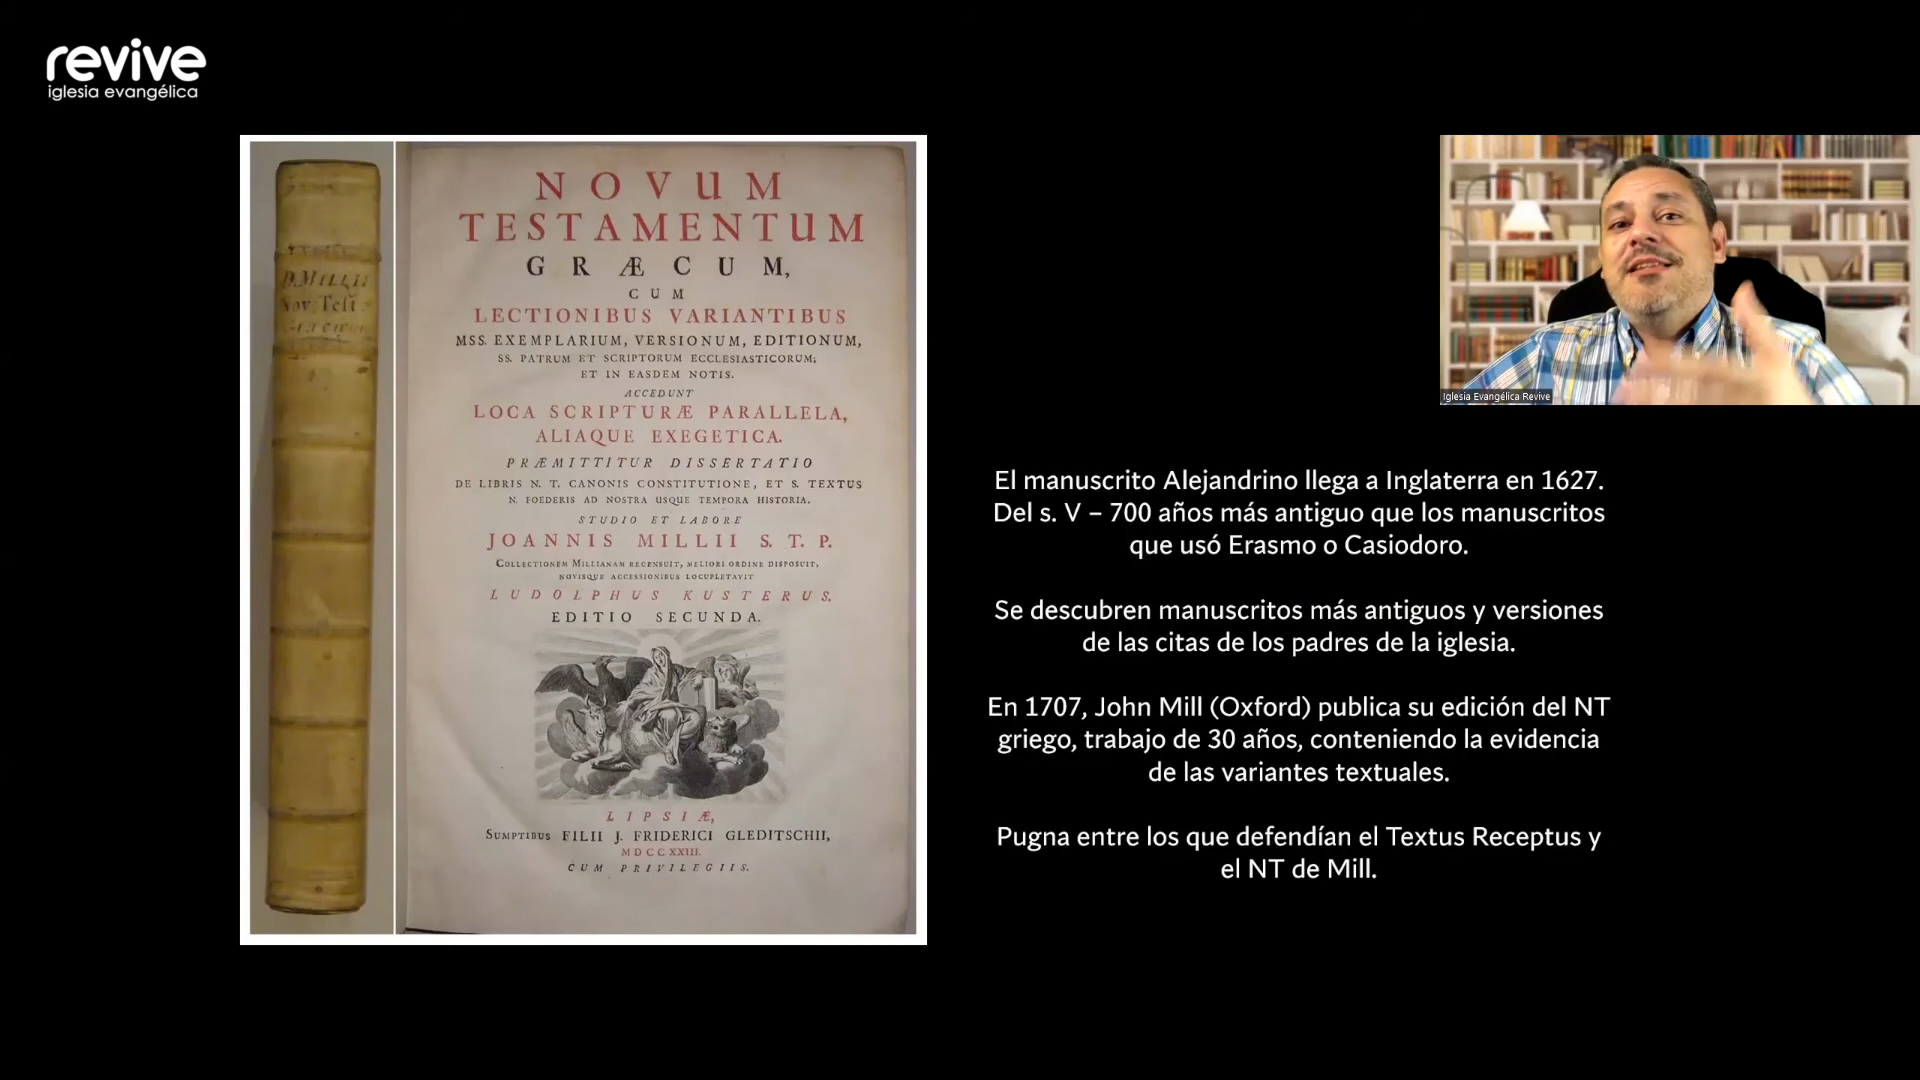 revive
iglesia evangélica
D. MILLII
Nov. Test.
NOVUM
TESTAMENTUM
GRÆCUM,
CUM
LECTIONIBUS VARIANTIBUS
MSS. EXEMPLARIUM, VERSIONUM, EDITIONUM,
SS. PATRUM ET SCRIPTORUM ECCLESIASTICORUM;
ET IN EASDEM NOTIS.
ACCEDUNT
LOCA SCRIPTURÆ PARALLELA,
ALIAQUE EXEGETICA.
PRÆMITTITUR DISSERTATIO
DE LIBRIS N. T. CANONIS CONSTITUTIONE, ET S. TEXTUS
N. FOEDERIS AD NOSTRA USQUE TEMPORA HISTORIA.
STUDIO ET LABORE
JOANNIS MILLII S. T. P.
COLLECTIONEM MILLIANAM RECENSUIT, MELIORI ORDINE DISPOSUIT,
NOVISQUE ACCESSIONIBUS LOCUPLETAVIT
LUDOLPHUS KUSTERUS.
EDITIO SECUNDA.
LIPSIÆ,
SUMPTIBUS FILII J. FRIDERICI GLEDITSCHII,
MDCCXXIII.
CUM PRIVILEGIIS.
Iglesia Evangélica Revive
El manuscrito Alejandrino llega a Inglaterra en 1627.
Del s. V – 700 años más antiguo que los manuscritos
que usó Erasmo o Casiodoro.
Se descubren manuscritos más antiguos y versiones
de las citas de los padres de la iglesia.
En 1707, John Mill (Oxford) publica su edición del NT
griego, trabajo de 30 años, conteniendo la evidencia
de las variantes textuales.
Pugna entre los que defendían el Textus Receptus y
el NT de Mill.